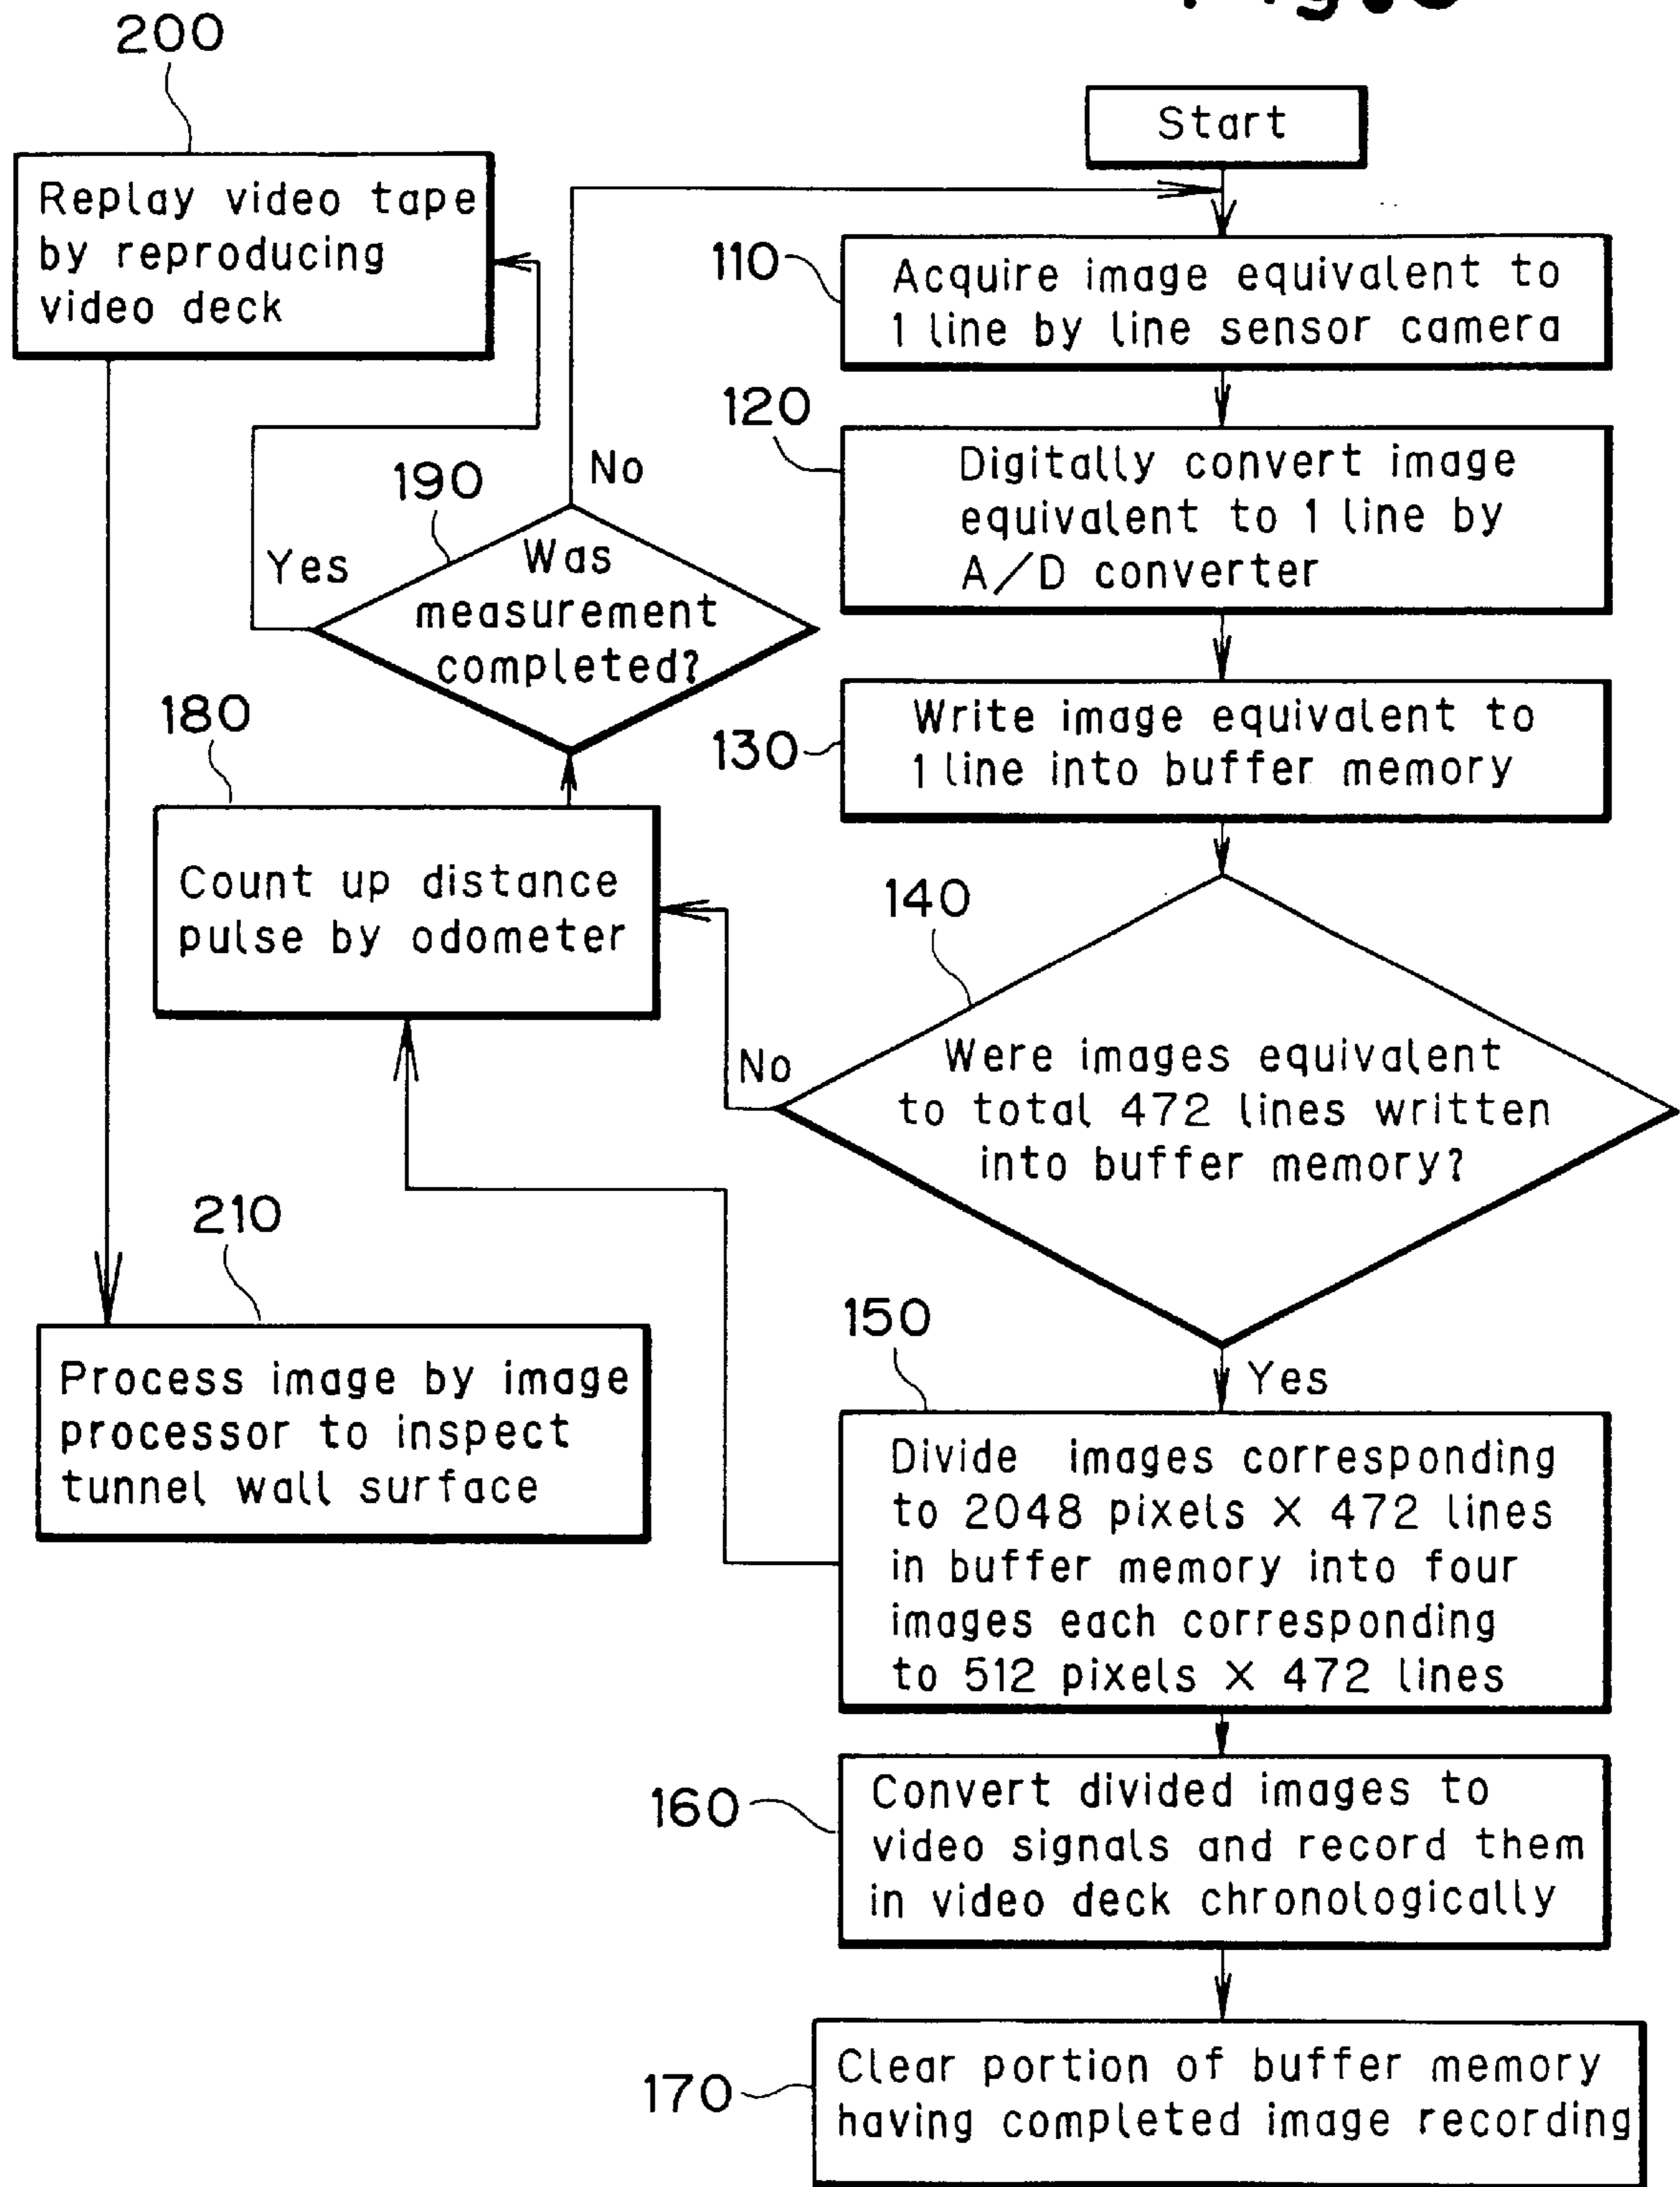 200
Start
Replay video tape
by reproducing
video deck
110
Acquire image equivalent to
1 line by line sensor camera
120
Digitally convert image
equivalent to 1 line by
A/D converter
No
190
Yes
Was
measurement
completed?
130
Write image equivalent to
1 line into buffer memory
180
Count up distance
pulse by odometer
140
No
Were images equivalent
to total 472 lines written
into buffer memory?
210
Process image by image
processor to inspect
tunnel wall surface
150
Yes
Divide images corresponding
to 2048 pixels × 472 lines
in buffer memory into four
images each corresponding
to 512 pixels × 472 lines
160
Convert divided images to
video signals and record them
in video deck chronologically
170
Clear portion of buffer memory
having completed image recording